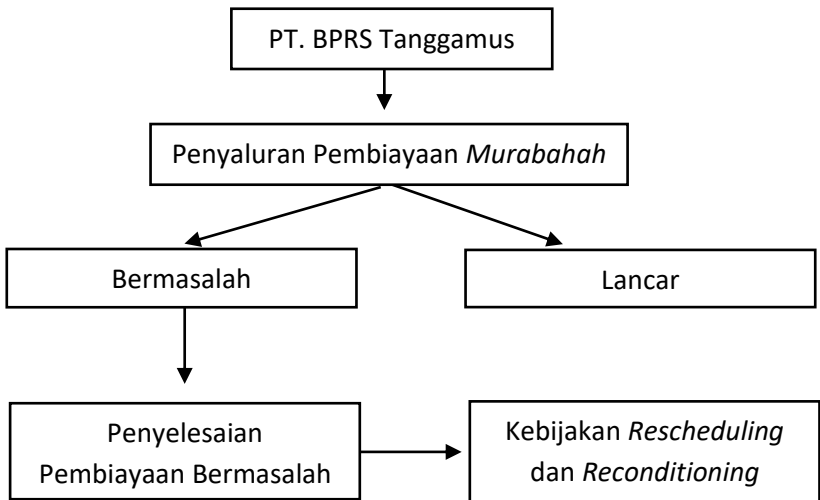 PT. BPRS Tanggamus
Penyaluran Pembiayaan Murabahah
Bermasalah
Lancar
Penyelesaian
Pembiayaan Bermasalah
Kebijakan Rescheduling
dan Reconditioning